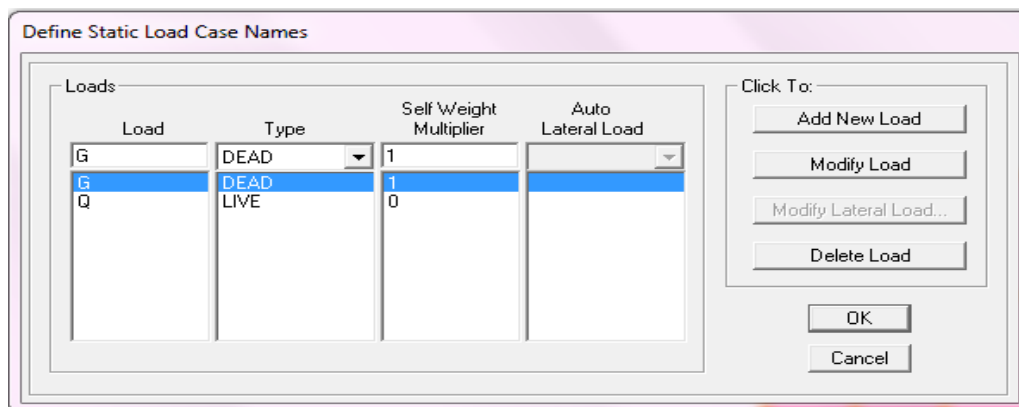 Define Static Load Case Names
Loads
Load Type Self Weight Multiplier Auto Lateral Load
G DEAD 1
G DEAD 1
Q LIVE 0
Click To:
Add New Load
Modify Load
Modify Lateral Load...
Delete Load
OK
Cancel